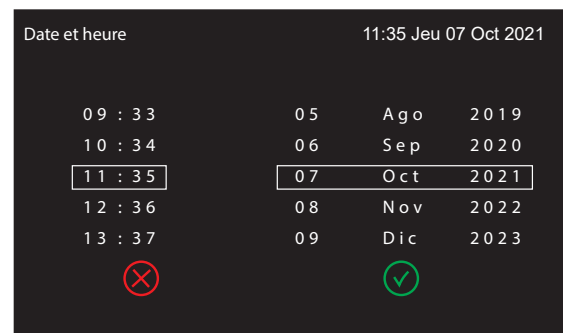 Date et heure 11:35 Jeu 07 Oct 2021
09 : 33 05 Ago 2019
10 : 34 06 Sep 2020
11 : 35 07 Oct 2021
12 : 36 08 Nov 2022
13 : 37 09 Dic 2023